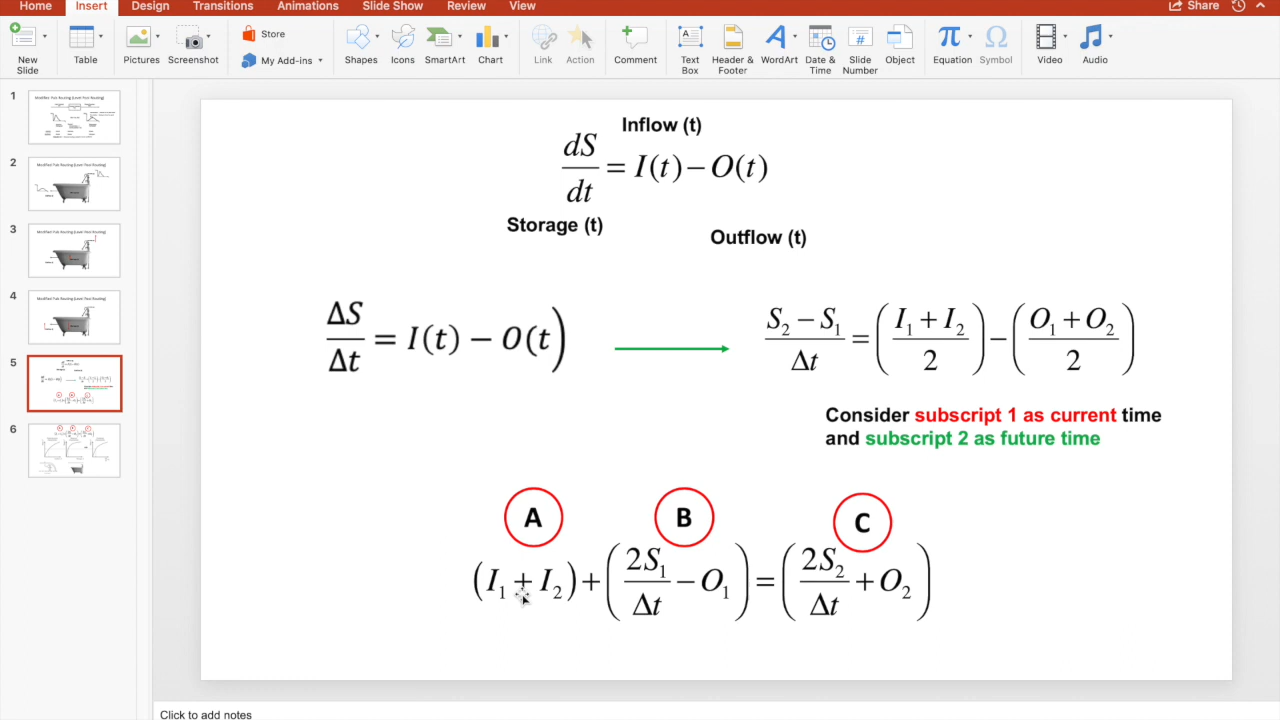 Home Insert Design Transitions Animations Slide Show Review View Share
New Slide
Table
Pictures
Screenshot
Store
My Add-ins
Shapes
Icons
SmartArt
Chart
Link
Action
Comment
Text Box
Header & Footer
WordArt
Date & Time
Slide Number
Object
Equation
Symbol
Video
Audio
1
2
3
4
5
6
Inflow (t)
dS/dt = I(t) − O(t)
Storage (t)
Outflow (t)
ΔS/Δt = I(t) − O(t)
(S₂ − S₁)/Δt = ((I₁ + I₂)/2) − ((O₁ + O₂)/2)
Consider subscript 1 as current time
and subscript 2 as future time
A B C
(I₁ + I₂) + (2S₁/Δt − O₁) = (2S₂/Δt + O₂)
Click to add notes